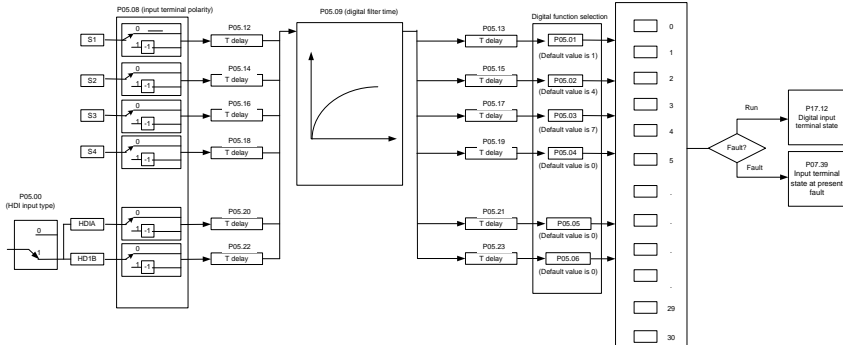 P05.08 (input terminal polarity)
P05.09 (digital filter time)
Digital function selection
S1
0
1
-1
P05.12
T delay
P05.13
T delay
P05.01
(Default value is 1)
S2
0
1
-1
P05.14
T delay
P05.15
T delay
P05.02
(Default value is 4)
S3
0
1
-1
P05.16
T delay
P05.17
T delay
P05.03
(Default value is 7)
S4
0
1
-1
P05.18
T delay
P05.19
T delay
P05.04
(Default value is 0)
P05.00
(HDI input type)
0
1
HDIA
0
1
-1
P05.20
T delay
P05.21
T delay
P05.05
(Default value is 0)
HD1B
0
1
-1
P05.22
T delay
P05.23
T delay
P05.06
(Default value is 0)
0
1
2
3
4
5
.
.
.
.
29
30
Fault?
Run
Fault
P17.12
Digital input
terminal state
P07.39
Input terminal
state at present
fault